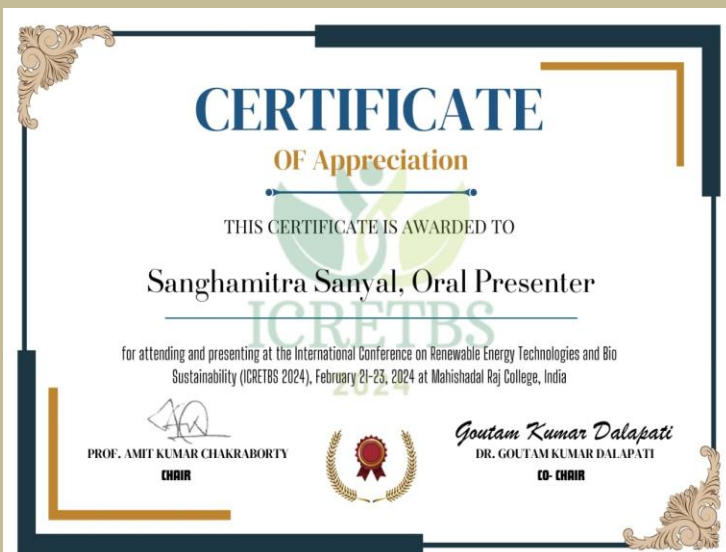 CERTIFICATE
OF Appreciation
THIS CERTIFICATE IS AWARDED TO
Sanghamitra Sanyal, Oral Presenter
ICRETBS
for attending and presenting at the International Conference on Renewable Energy Technologies and Bio
Sustainability (ICRETBS 2024), February 21-23, 2024 at Mahishadal Raj College, India
2024
Goutam Kumar Dalapati
PROF. AMIT KUMAR CHAKRABORTY
DR. GOUTAM KUMAR DALAPATI
CHAIR
CO- CHAIR